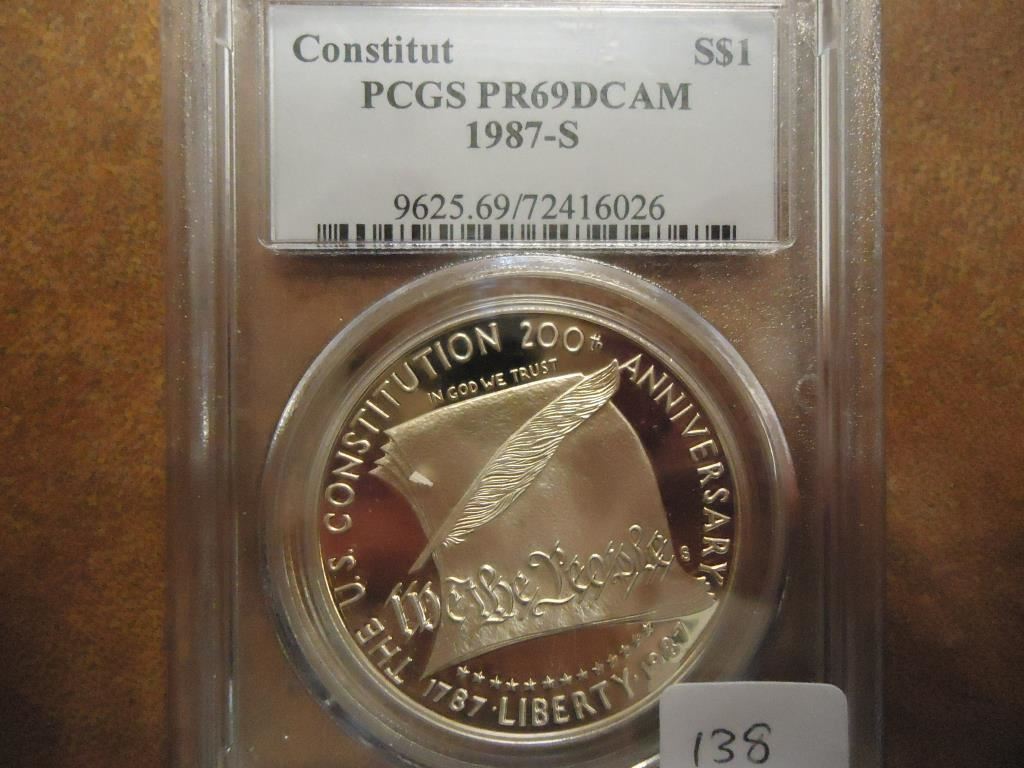 Constitut S$1
PCGS PR69DCAM
1987-S
9625.69/72416026
THE U.S. CONSTITUTION 200th ANNIVERSARY
IN GOD WE TRUST
S
We the People
1787 · LIBERTY · 1987
138